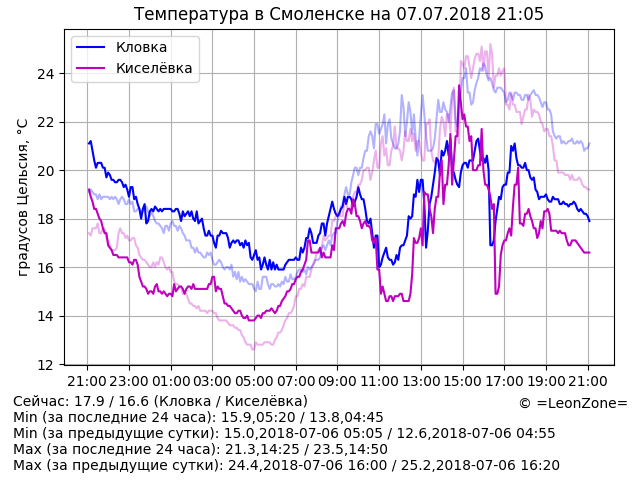 Температура в Смоленске на 07.07.2018 21:05
Кловка
Киселёвка
градусов Цельсия, °C
24
22
20
18
16
14
12
21:00 23:00 01:00 03:00 05:00 07:00 09:00 11:00 13:00 15:00 17:00 19:00 21:00
Сейчас: 17.9 / 16.6 (Кловка / Киселёвка)
© =LeonZone=
Min (за последние 24 часа): 15.9,05:20 / 13.8,04:45
Min (за предыдущие сутки): 15.0,2018-07-06 05:05 / 12.6,2018-07-06 04:55
Max (за последние 24 часа): 21.3,14:25 / 23.5,14:50
Max (за предыдущие сутки): 24.4,2018-07-06 16:00 / 25.2,2018-07-06 16:20